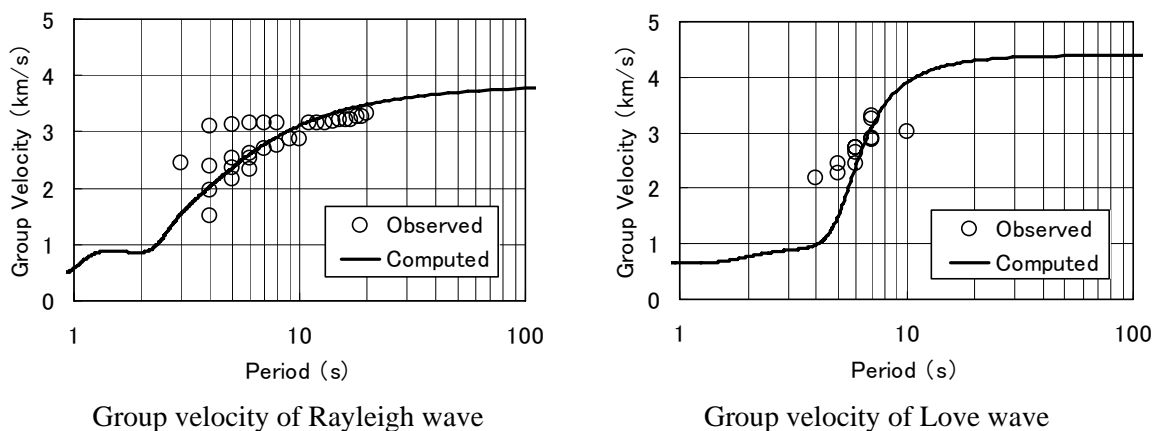 5
4
3
2
1
0
Group Velocity (km/s)
Observed
Computed
1
10
100
Period (s)
Group velocity of Rayleigh wave
5
4
3
2
1
0
Group Velocity (km/s)
Observed
Computed
1
10
100
Period (s)
Group velocity of Love wave